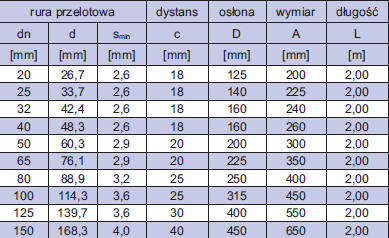 rura przelotowa dystans osłona wymiar długość
dn d smin c D A L
[mm] [mm] [mm] [mm] [mm] [mm] [m]
20 26,7 2,6 18 125 200 2,00
25 33,7 2,6 18 140 225 2,00
32 42,4 2,6 18 160 240 2,00
40 48,3 2,6 18 160 260 2,00
50 60,3 2,9 20 200 300 2,00
65 76,1 2,9 20 225 350 2,00
80 88,9 3,2 25 250 400 2,00
100 114,3 3,6 25 315 450 2,00
125 139,7 3,6 30 400 550 2,00
150 168,3 4,0 40 450 650 2,00